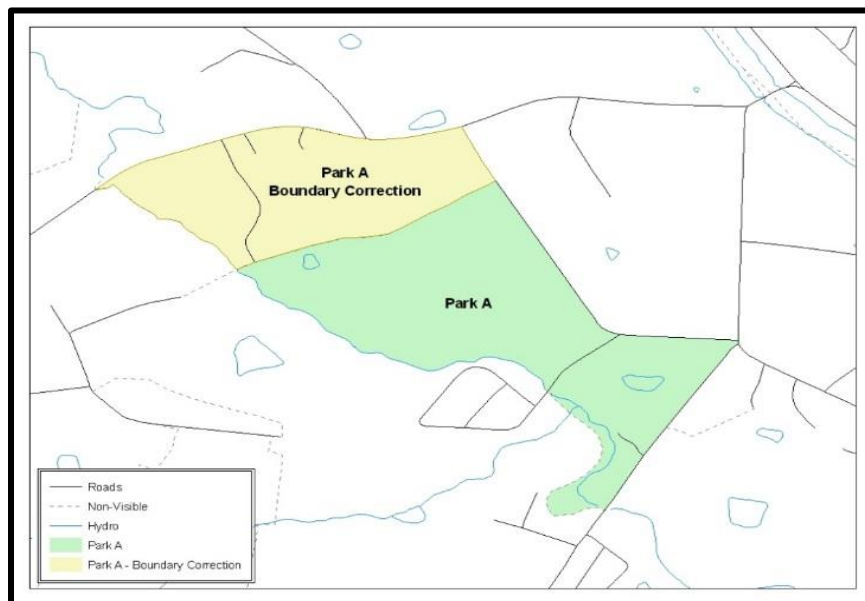 Park A
Boundary Correction
Park A
Roads
Non-Visible
Hydro
Park A
Park A - Boundary Correction